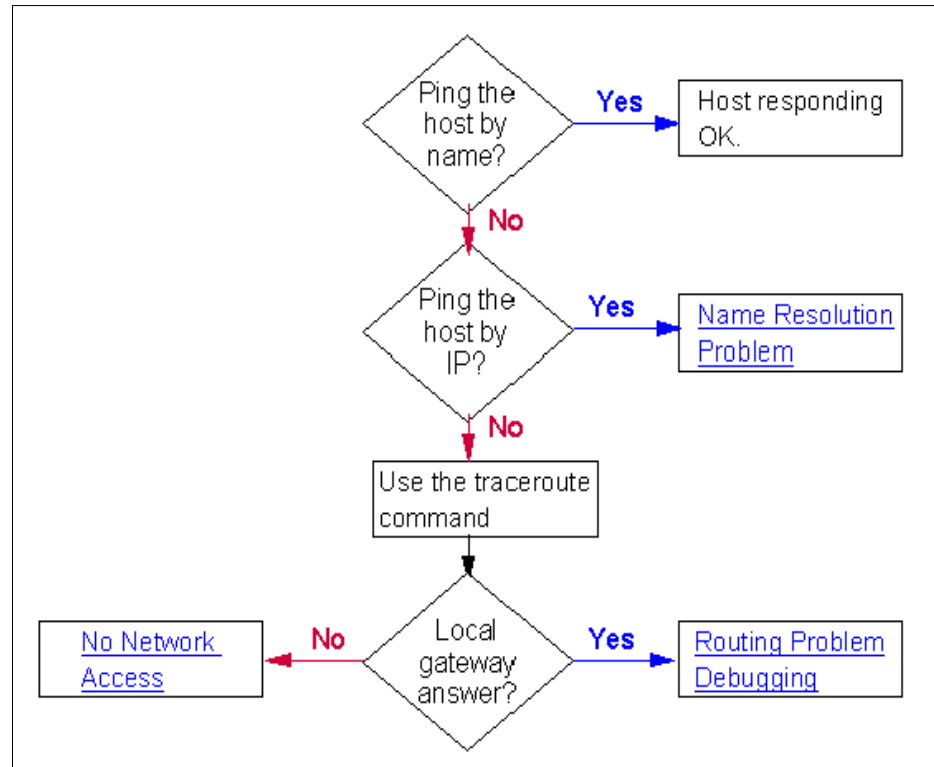 Ping the
host by
name?
Yes
Host responding
OK.
No
Ping the
host by
IP?
Yes
Name Resolution
Problem
No
Use the traceroute
command
No Network
Access
No
Local
gateway
answer?
Yes
Routing Problem
Debugging